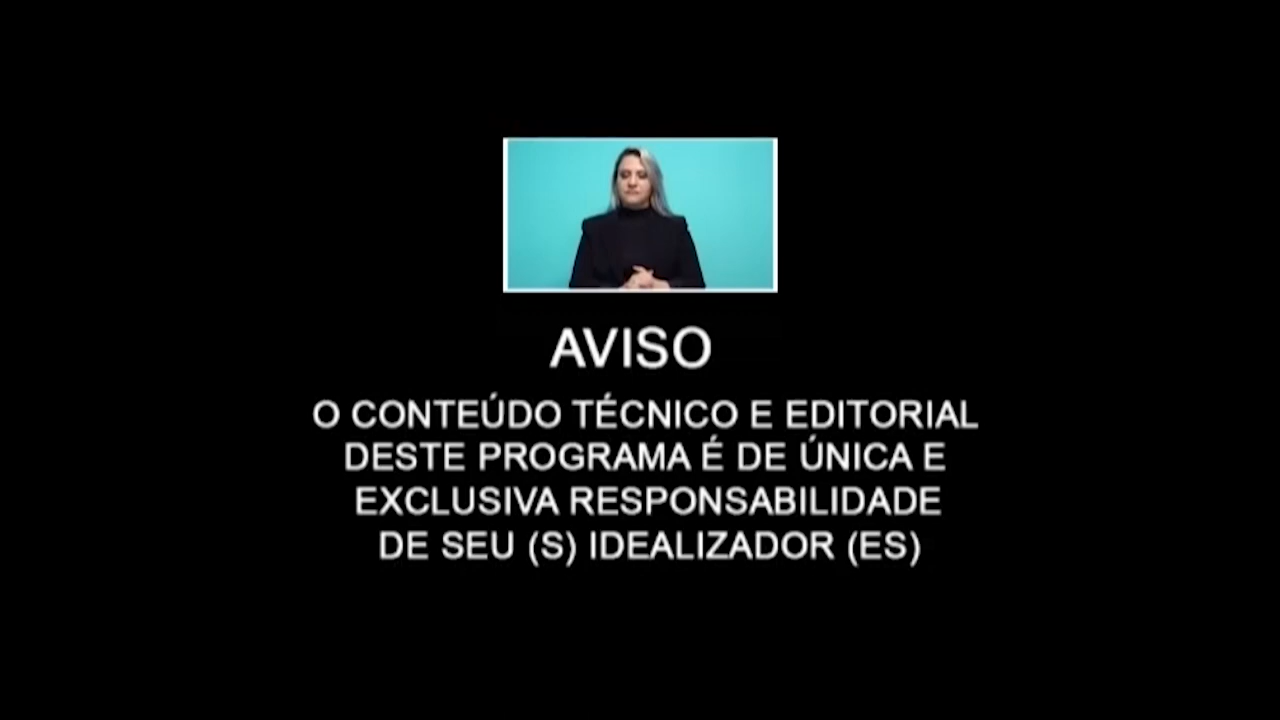 AVISO
O CONTEÚDO TÉCNICO E EDITORIAL
DESTE PROGRAMA É DE ÚNICA E
EXCLUSIVA RESPONSABILIDADE
DE SEU (S) IDEALIZADOR (ES)